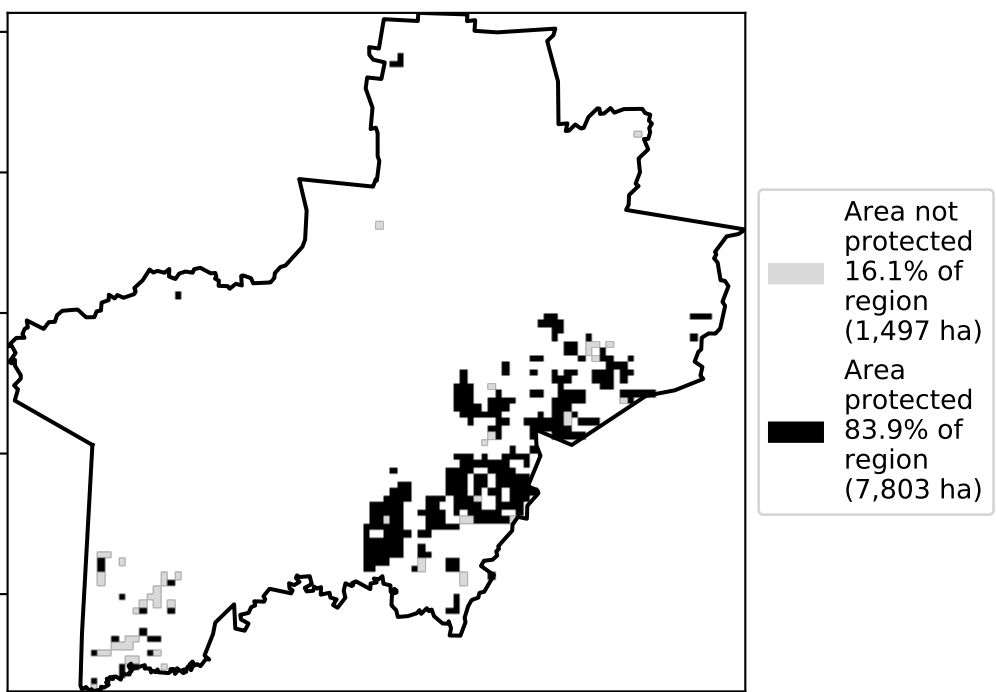 Area not
protected
16.1% of
region
(1,497 ha)
Area
protected
83.9% of
region
(7,803 ha)